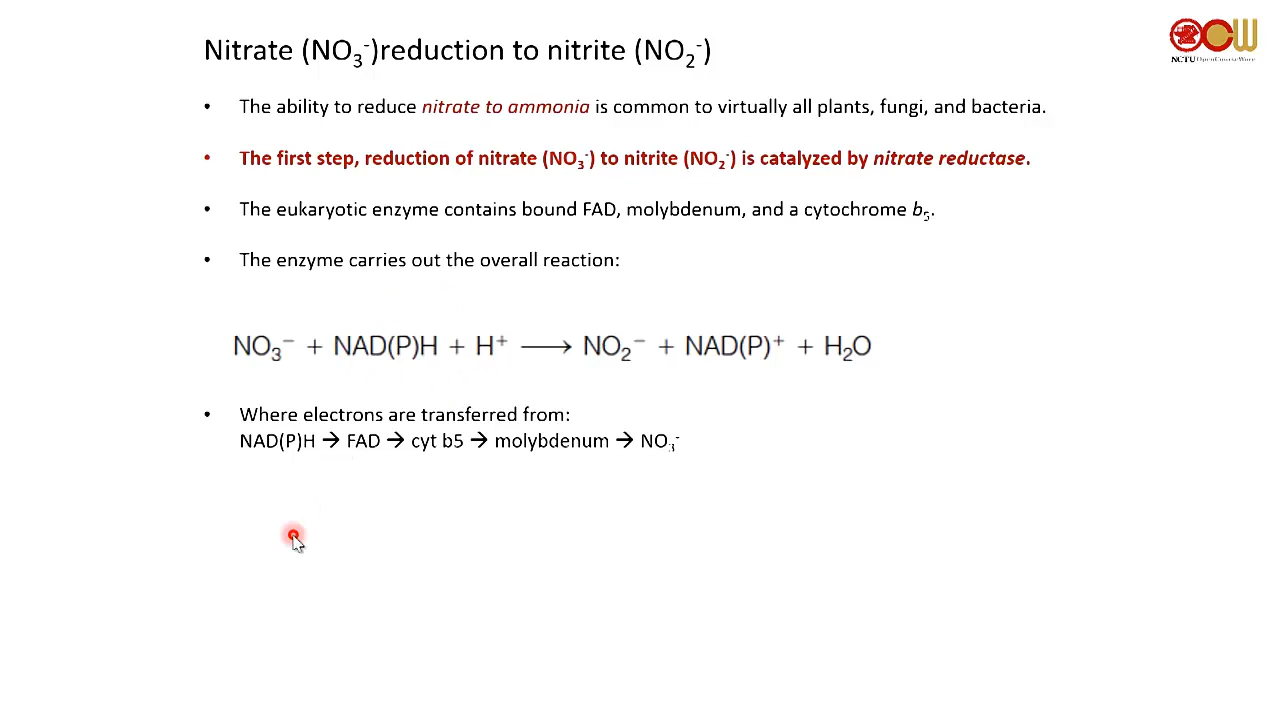 Nitrate (NO₃⁻)reduction to nitrite (NO₂⁻)
NCTU OpenCourseWare
• The ability to reduce nitrate to ammonia is common to virtually all plants, fungi, and bacteria.
• The first step, reduction of nitrate (NO₃⁻) to nitrite (NO₂⁻) is catalyzed by nitrate reductase.
• The eukaryotic enzyme contains bound FAD, molybdenum, and a cytochrome b₅.
• The enzyme carries out the overall reaction:
NO₃⁻ + NAD(P)H + H⁺ ⟶ NO₂⁻ + NAD(P)⁺ + H₂O
• Where electrons are transferred from:
NAD(P)H → FAD → cyt b5 → molybdenum → NO₃⁻